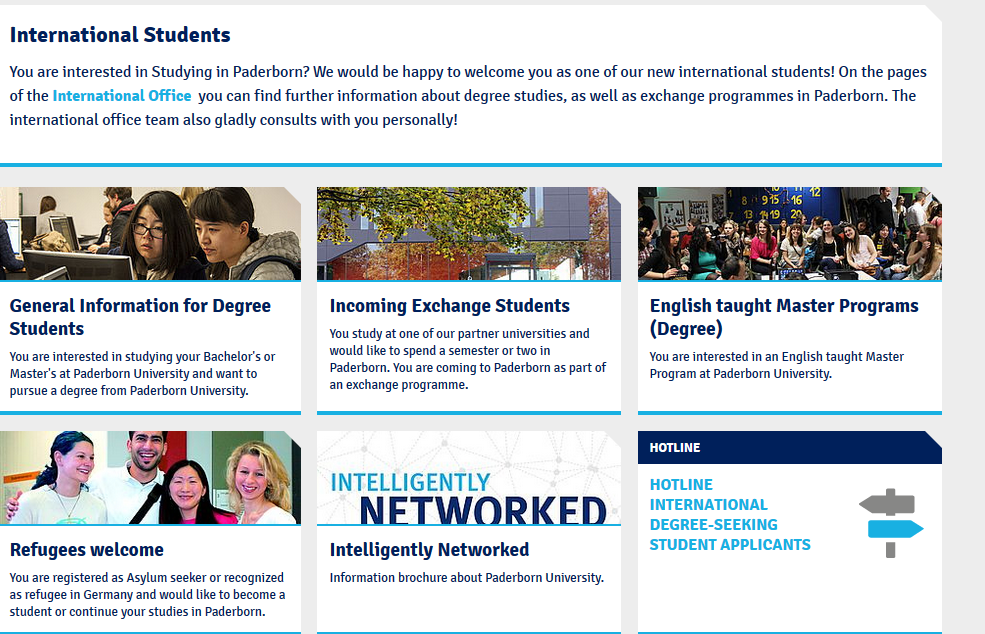 International Students
You are interested in Studying in Paderborn? We would be happy to welcome you as one of our new international students! On the pages
of the International Office you can find further information about degree studies, as well as exchange programmes in Paderborn. The
international office team also gladly consults with you personally!
8 9 15 16 12
13 14 19 20
General Information for Degree
Students
You are interested in studying your Bachelor's or
Master's at Paderborn University and want to
pursue a degree from Paderborn University.
Incoming Exchange Students
You study at one of our partner universities and
would like to spend a semester or two in
Paderborn. You are coming to Paderborn as part of
an exchange programme.
English taught Master Programs
(Degree)
You are interested in an English taught Master
Program at Paderborn University.
INTELLIGENTLY
NETWORKED
Refugees welcome
You are registered as Asylum seeker or recognized
as refugee in Germany and would like to become a
student or continue your studies in Paderborn.
Intelligently Networked
Information brochure about Paderborn University.
HOTLINE
HOTLINE
INTERNATIONAL
DEGREE-SEEKING
STUDENT APPLICANTS